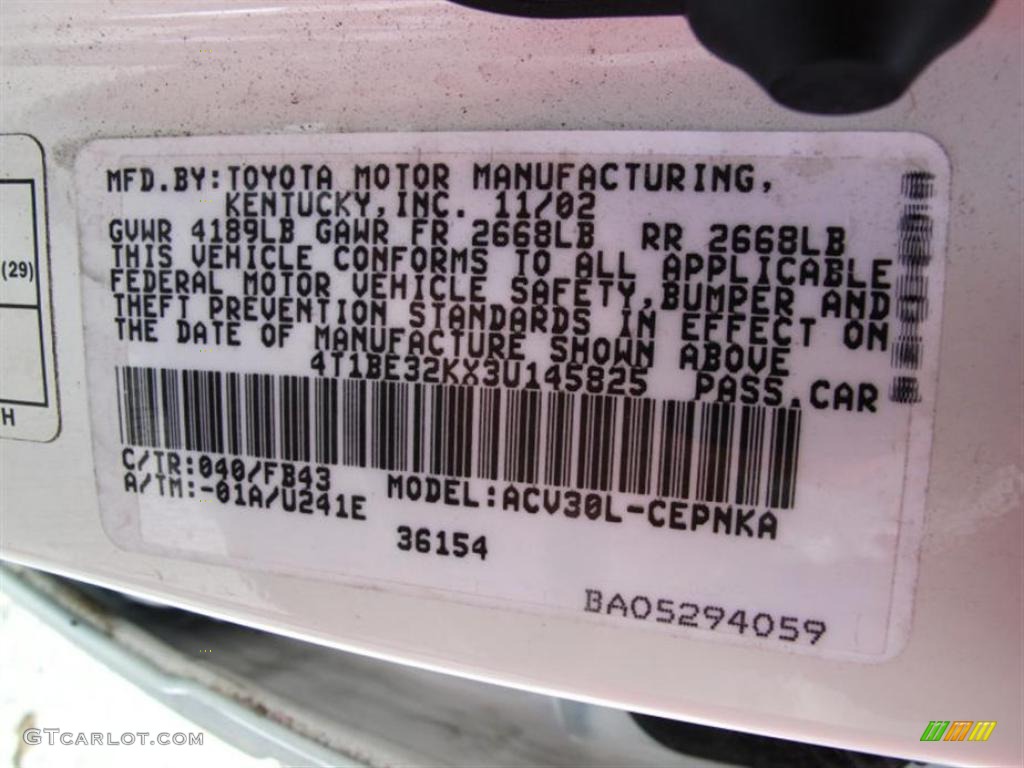 MFD.BY:TOYOTA MOTOR MANUFACTURING,
KENTUCKY,INC. 11/02
GVWR 4189LB GAWR FR 2668LB RR 2668LB
THIS VEHICLE CONFORMS TO ALL APPLICABLE
FEDERAL MOTOR VEHICLE SAFETY,BUMPER AND
THEFT PREVENTION STANDARDS IN EFFECT ON
THE DATE OF MANUFACTURE SHOWN ABOVE
4T1BE32KX3U145825 PASS.CAR
C/TR:040/FB43
A/TM:-01A/U241E MODEL:ACV30L-CEPNKA
36154
BA05294059
(29)
H
GTCarlot.com